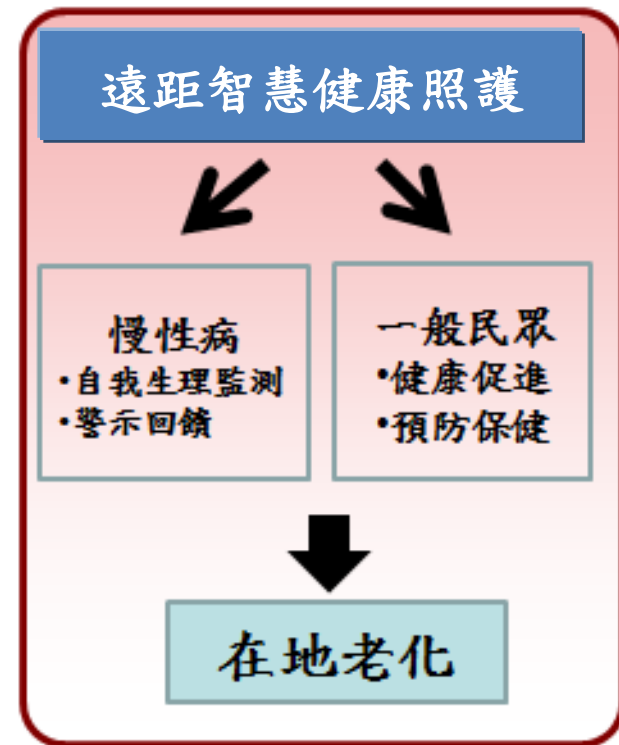 遠距智慧健康照護
慢性病
•自我生理監測
•警示回饋
一般民眾
•健康促進
•預防保健
在地老化